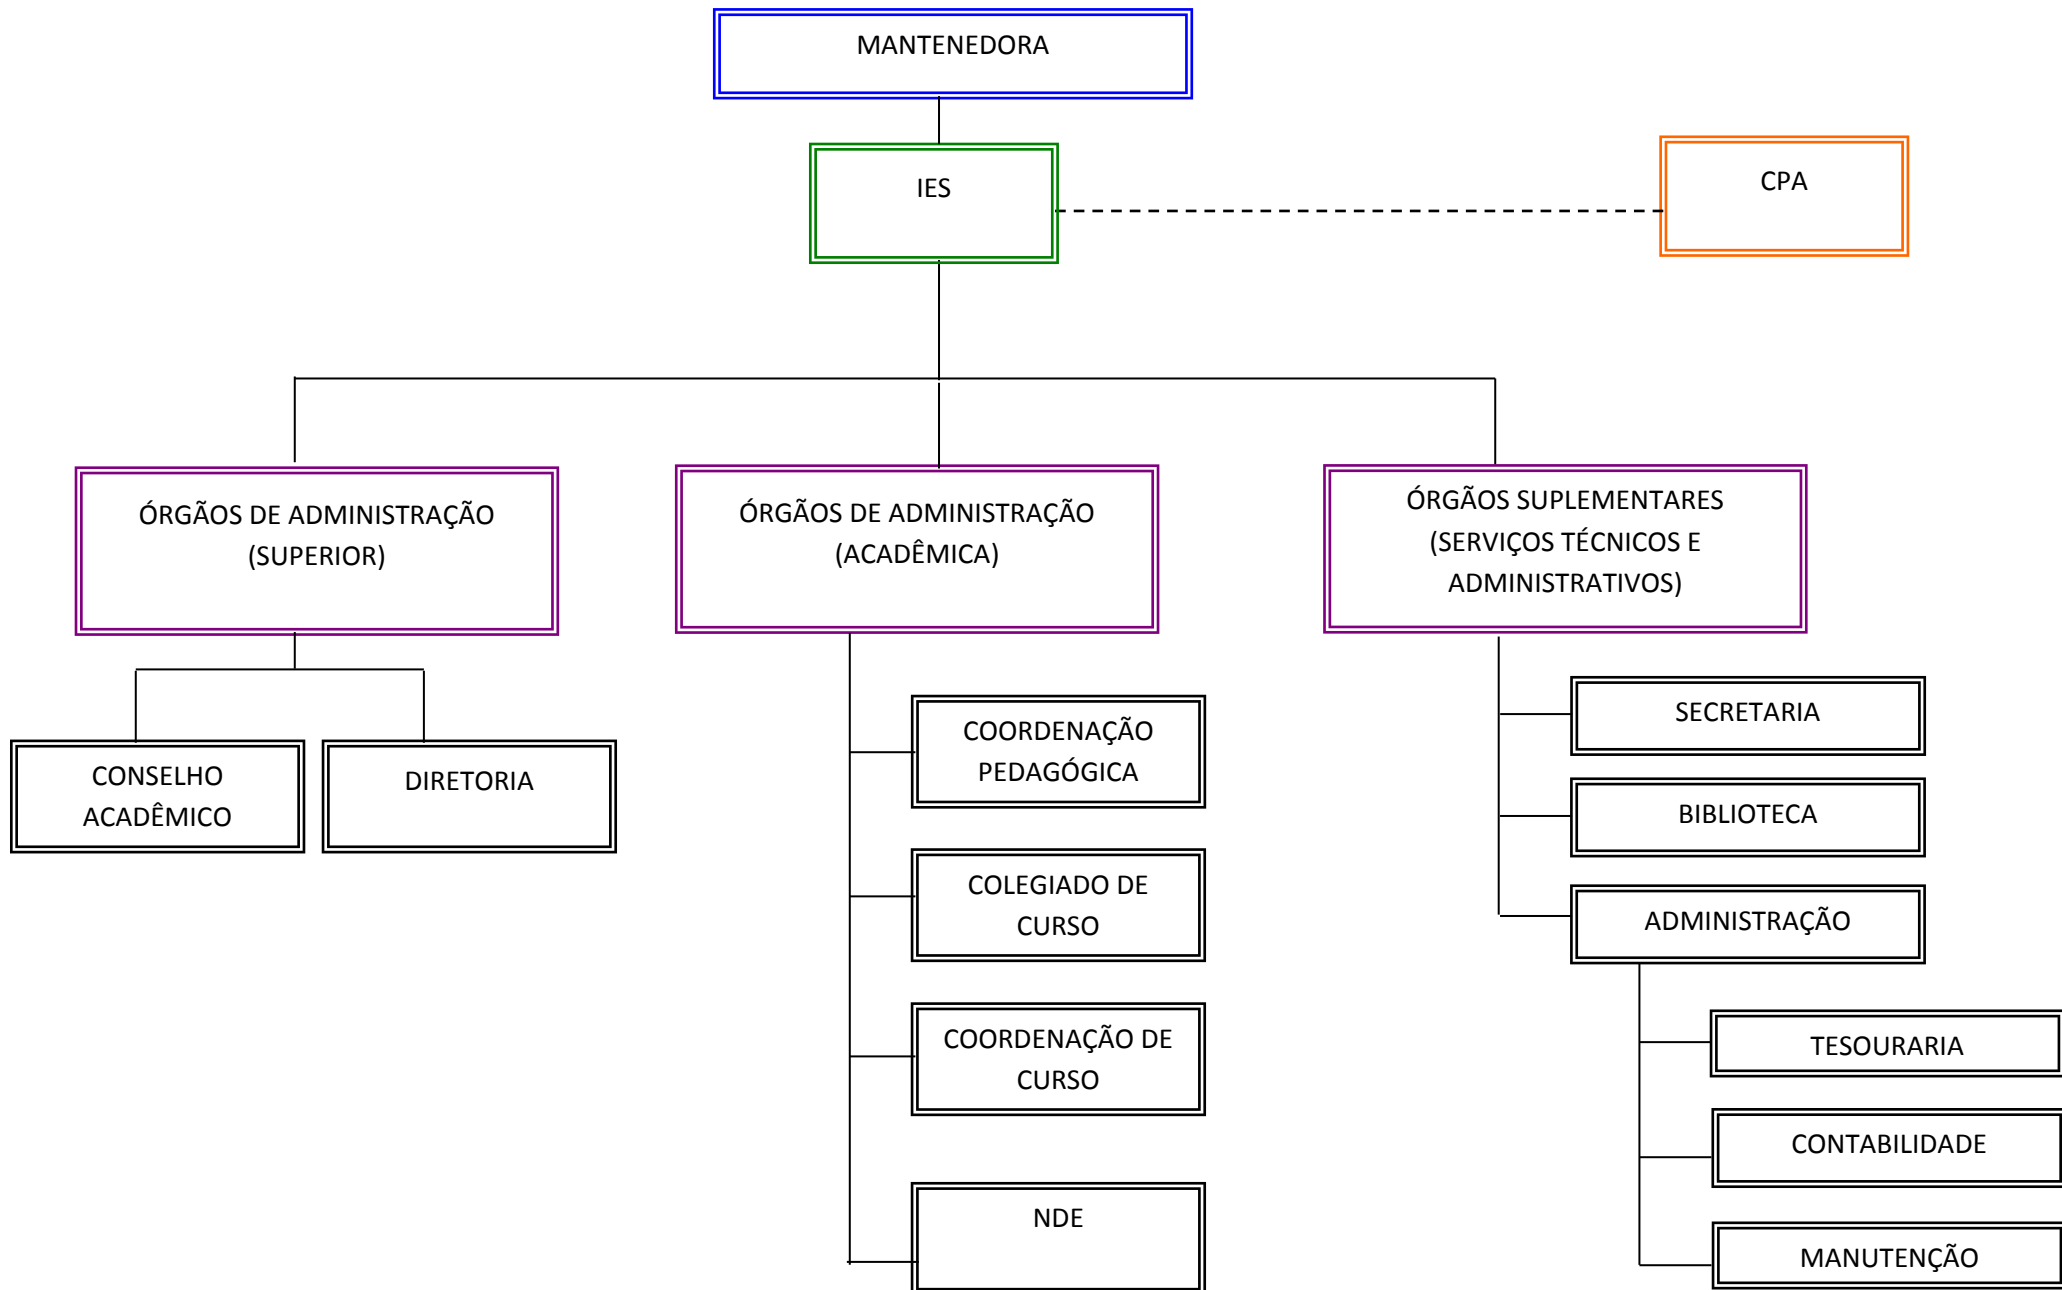 MANTENEDORA
IES
CPA
ÓRGÃOS DE ADMINISTRAÇÃO
(SUPERIOR)
ÓRGÃOS DE ADMINISTRAÇÃO
(ACADÊMICA)
ÓRGÃOS SUPLEMENTARES
(SERVIÇOS TÉCNICOS E
ADMINISTRATIVOS)
CONSELHO
ACADÊMICO
DIRETORIA
COORDENAÇÃO
PEDAGÓGICA
COLEGIADO DE
CURSO
COORDENAÇÃO DE
CURSO
NDE
SECRETARIA
BIBLIOTECA
ADMINISTRAÇÃO
TESOURARIA
CONTABILIDADE
MANUTENÇÃO